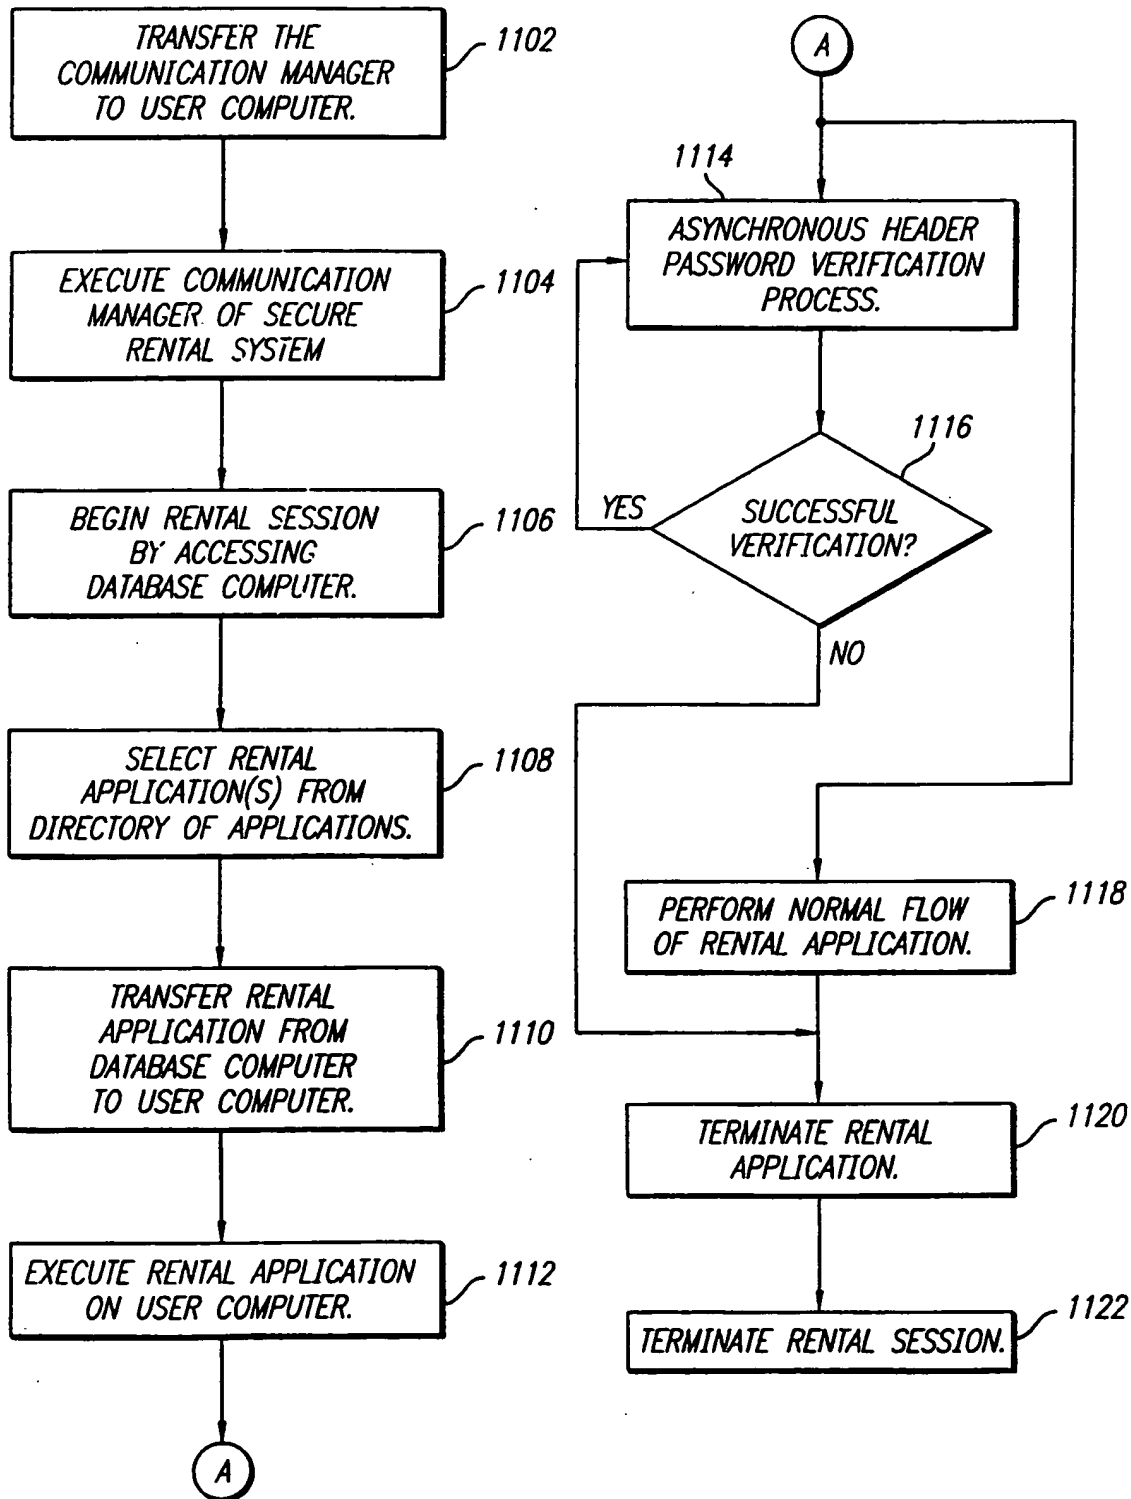 TRANSFER THE
COMMUNICATION MANAGER
TO USER COMPUTER.
1102
EXECUTE COMMUNICATION
MANAGER OF SECURE
RENTAL SYSTEM
1104
BEGIN RENTAL SESSION
BY ACCESSING
DATABASE COMPUTER.
1106
SELECT RENTAL
APPLICATION(S) FROM
DIRECTORY OF APPLICATIONS.
1108
TRANSFER RENTAL
APPLICATION FROM
DATABASE COMPUTER
TO USER COMPUTER.
1110
EXECUTE RENTAL APPLICATION
ON USER COMPUTER.
1112
A
A
1114
ASYNCHRONOUS HEADER
PASSWORD VERIFICATION
PROCESS.
1116
SUCCESSFUL
VERIFICATION?
YES
NO
PERFORM NORMAL FLOW
OF RENTAL APPLICATION.
1118
TERMINATE RENTAL
APPLICATION.
1120
TERMINATE RENTAL SESSION.
1122